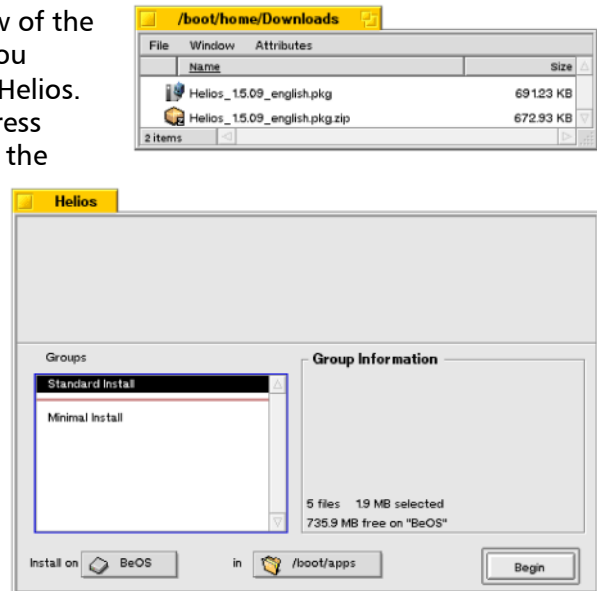 w of the
ou
Helios.
ress
the
/boot/home/Downloads
File Window Attributes
Name Size
Helios_1.5.09_english.pkg 691.23 KB
Helios_1.5.09_english.pkg.zip 672.93 KB
2 items
Helios
Groups
Group Information
Standard Install
Minimal Install
5 files 1.9 MB selected
735.9 MB free on "BeOS"
Install on BeOS in /boot/apps Begin